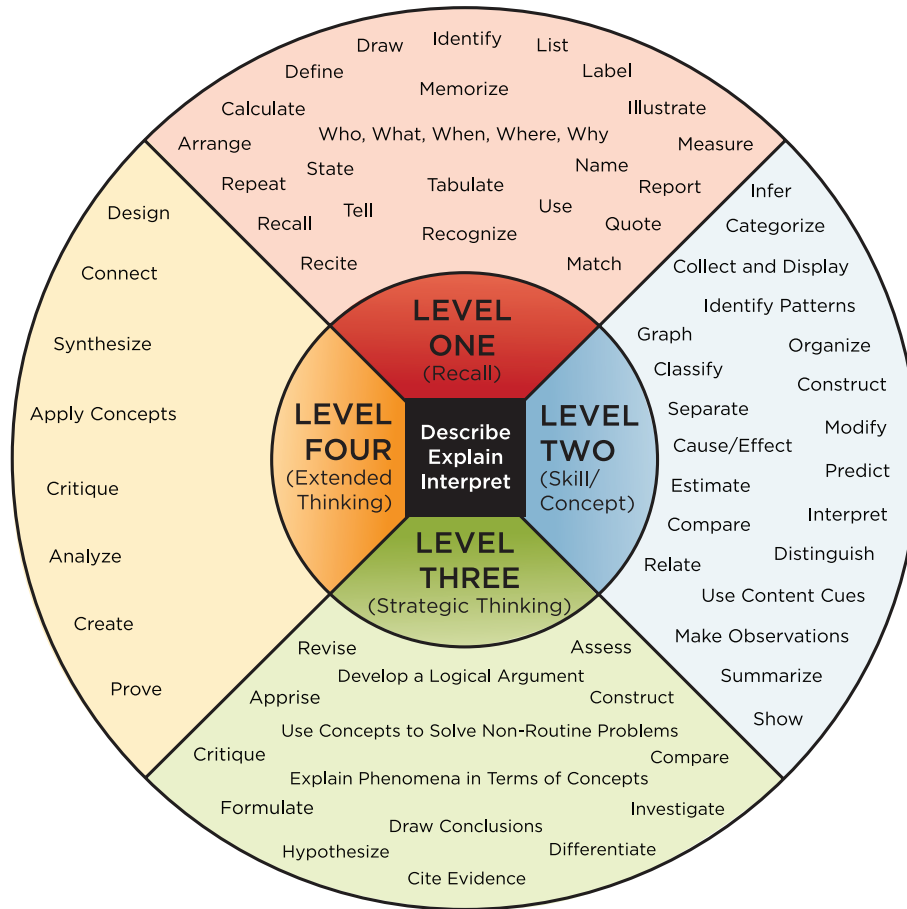 Draw
Identify
List
Define
Label
Memorize
Calculate
Illustrate
Who, What, When, Where, Why
Arrange
Measure
State
Name
Repeat
Tabulate
Report
Tell
Use
Recall
Quote
Recognize
Recite
Match
LEVEL
ONE
(Recall)
Infer
Categorize
Collect and Display
Identify Patterns
Graph
Organize
Classify
Construct
Separate
Modify
Cause/Effect
Predict
Estimate
Interpret
Compare
Distinguish
Relate
Use Content Cues
Make Observations
Summarize
Show
LEVEL
TWO
(Skill/
Concept)
Describe
Explain
Interpret
LEVEL
THREE
(Strategic Thinking)
Revise
Assess
Develop a Logical Argument
Apprise
Construct
Use Concepts to Solve Non-Routine Problems
Critique
Compare
Explain Phenomena in Terms of Concepts
Formulate
Investigate
Draw Conclusions
Hypothesize
Differentiate
Cite Evidence
LEVEL
FOUR
(Extended
Thinking)
Design
Connect
Synthesize
Apply Concepts
Critique
Analyze
Create
Prove